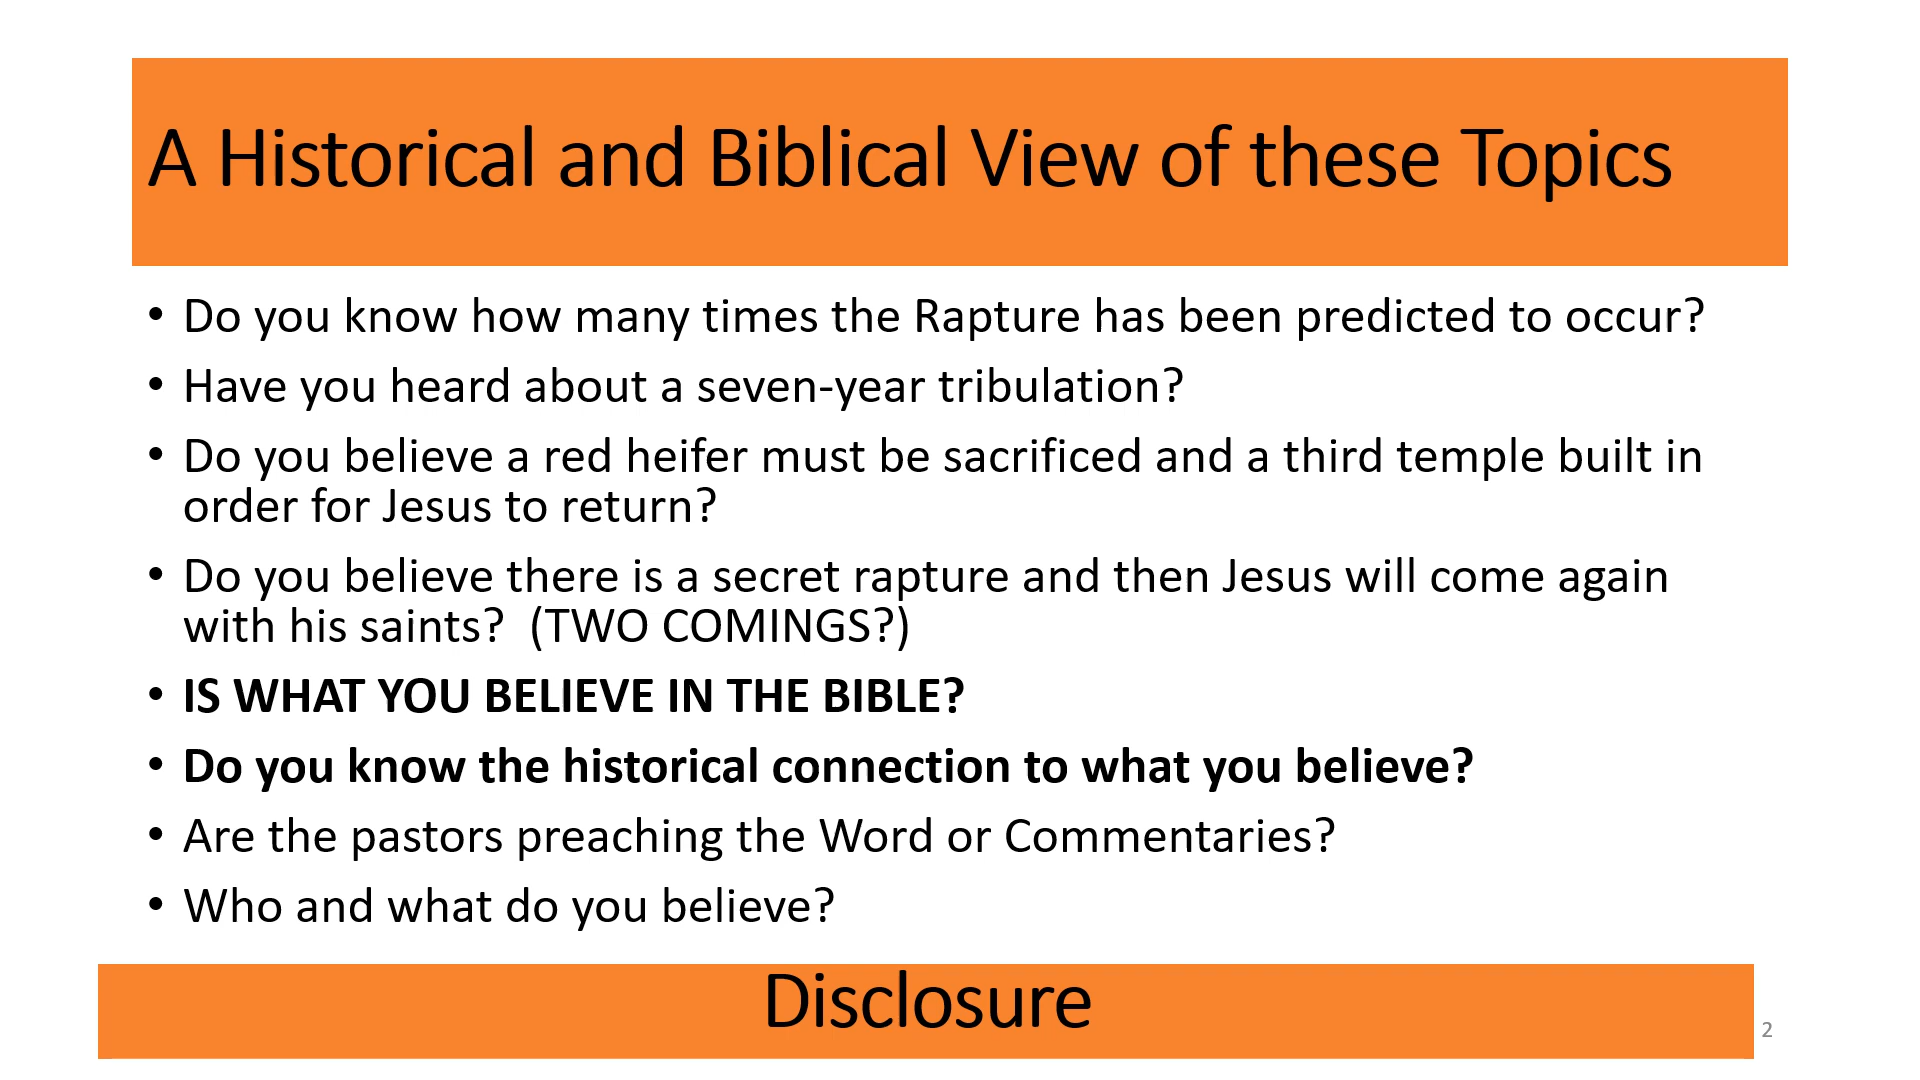 A Historical and Biblical View of these Topics
• Do you know how many times the Rapture has been predicted to occur?
• Have you heard about a seven-year tribulation?
• Do you believe a red heifer must be sacrificed and a third temple built in
order for Jesus to return?
• Do you believe there is a secret rapture and then Jesus will come again
with his saints?  (TWO COMINGS?)
• IS WHAT YOU BELIEVE IN THE BIBLE?
• Do you know the historical connection to what you believe?
• Are the pastors preaching the Word or Commentaries?
• Who and what do you believe?
Disclosure
2